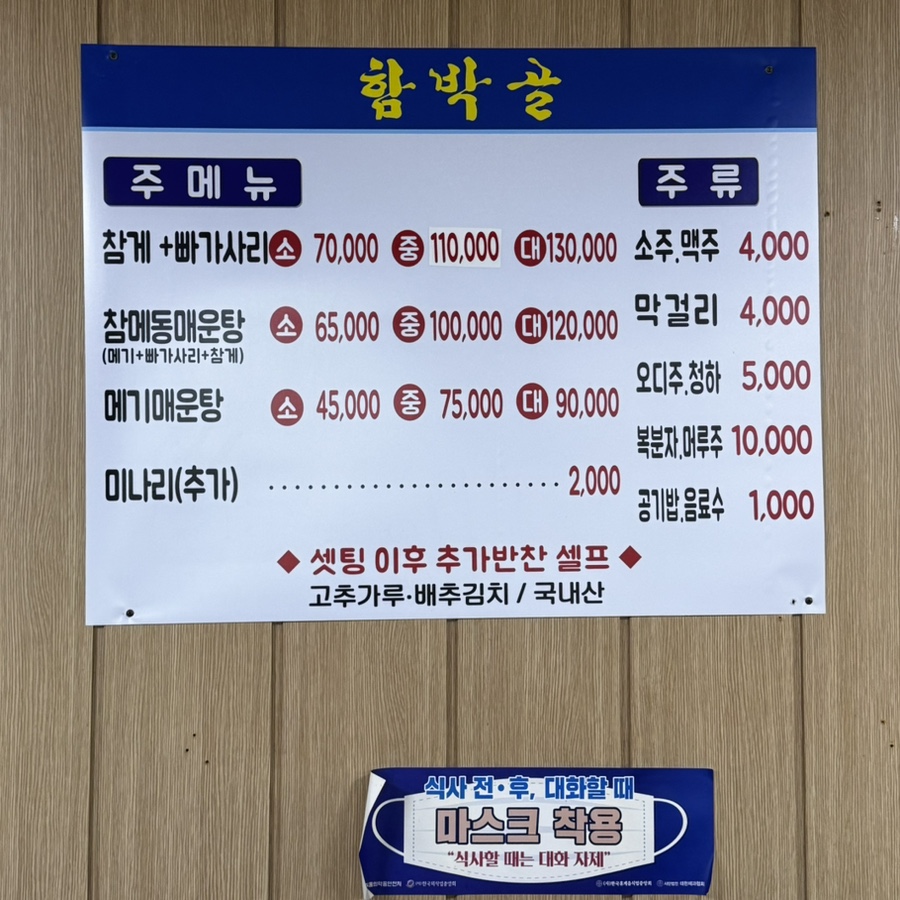 함박골
주메뉴
주류
참게+빠가사리 소 70,000 중 110,000 대 130,000
참메동매운탕 소 65,000 중 100,000 대 120,000
(메기+빠가사리+참게)
메기매운탕 소 45,000 중 75,000 대 90,000
미나리(추가) ........................ 2,000
소주.맥주 4,000
막걸리 4,000
오디주.청하 5,000
복분자.머루주 10,000
공기밥.음료수 1,000
◆ 셋팅 이후 추가반찬 셀프 ◆
고추가루·배추김치 / 국내산
식사 전·후, 대화할 때
마스크 착용
"식사할 때는 대화 자제"